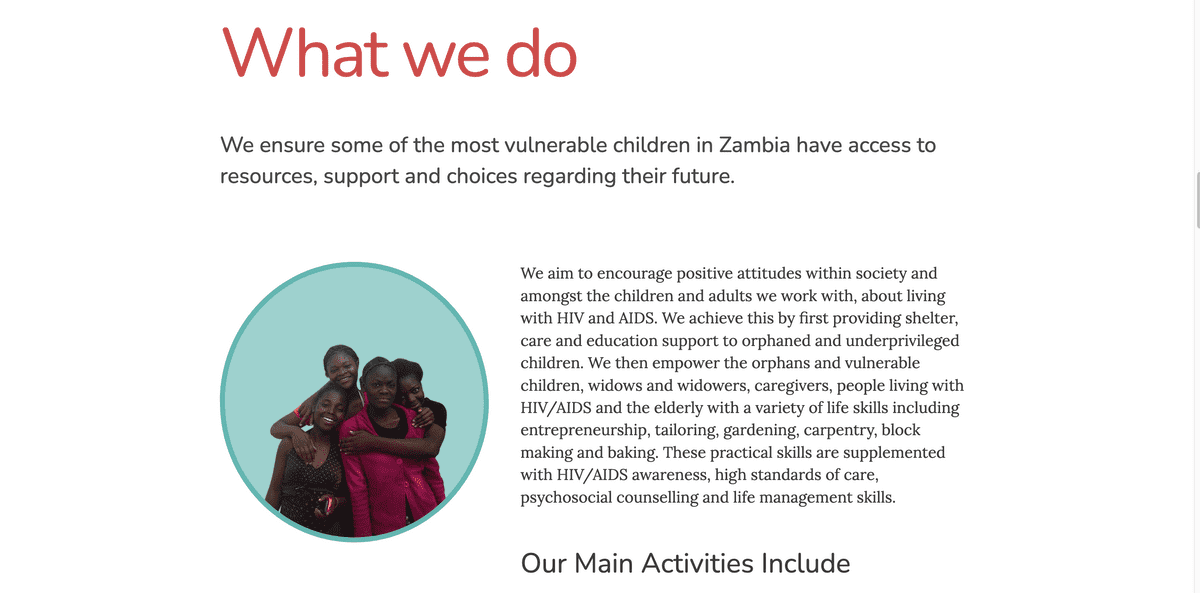 What we do
We ensure some of the most vulnerable children in Zambia have access to
resources, support and choices regarding their future.
We aim to encourage positive attitudes within society and
amongst the children and adults we work with, about living
with HIV and AIDS. We achieve this by first providing shelter,
care and education support to orphaned and underprivileged
children. We then empower the orphans and vulnerable
children, widows and widowers, caregivers, people living with
HIV/AIDS and the elderly with a variety of life skills including
entrepreneurship, tailoring, gardening, carpentry, block
making and baking. These practical skills are supplemented
with HIV/AIDS awareness, high standards of care,
psychosocial counselling and life management skills.
Our Main Activities Include